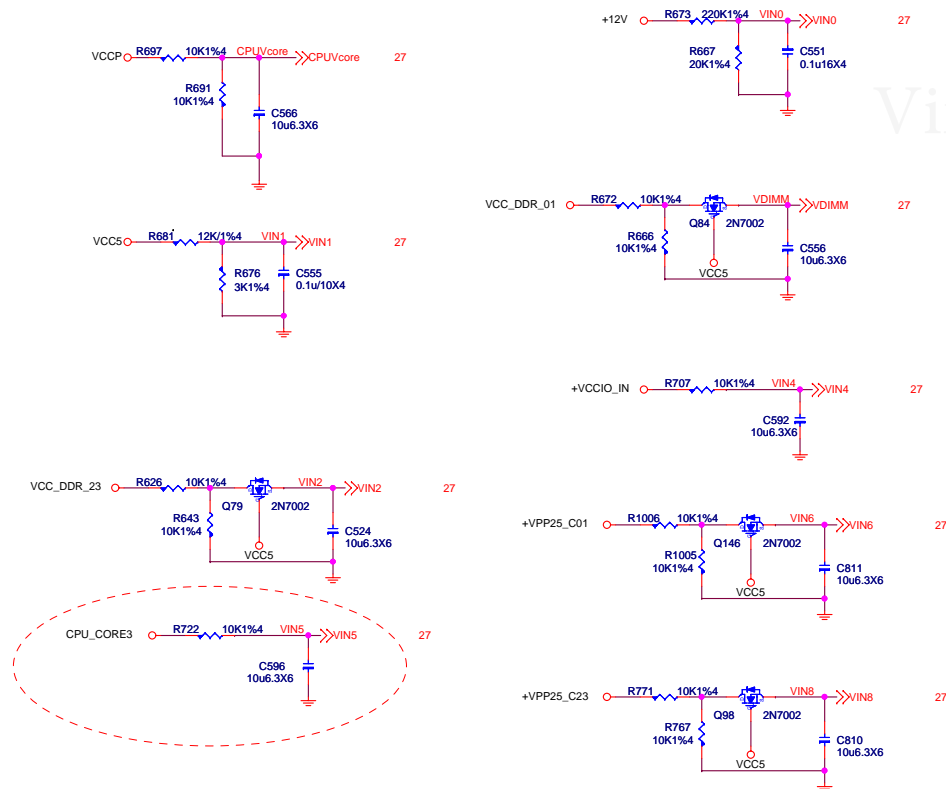 +12V R673 220K1%4 VIN0 VIN0 27
R667
20K1%4
C551
0.1u16X4
VCCP R697 10K1%4 CPUVcore CPUVcore 27
R691
10K1%4
C566
10u6.3X6
VCC_DDR_01 R672 10K1%4 VDIMM VDIMM 27
Q84 2N7002
R666
10K1%4
VCC5
C556
10u6.3X6
VCC5 R681 12K/1%4 VIN1 VIN1 27
R676
3K1%4
C555
0.1u/10X4
+VCCIO_IN R707 10K1%4 VIN4 VIN4 27
C592
10u6.3X6
VCC_DDR_23 R626 10K1%4 VIN2 VIN2 27
Q79 2N7002
R643
10K1%4
VCC5
C524
10u6.3X6
+VPP25_C01 R1006 10K1%4 VIN6 VIN6 27
Q146 2N7002
R1005
10K1%4
VCC5
C811
10u6.3X6
CPU_CORE3 R722 10K1%4 VIN5 VIN5 27
C596
10u6.3X6
+VPP25_C23 R771 10K1%4 VIN8 VIN8 27
Q98 2N7002
R767
10K1%4
VCC5
C810
10u6.3X6